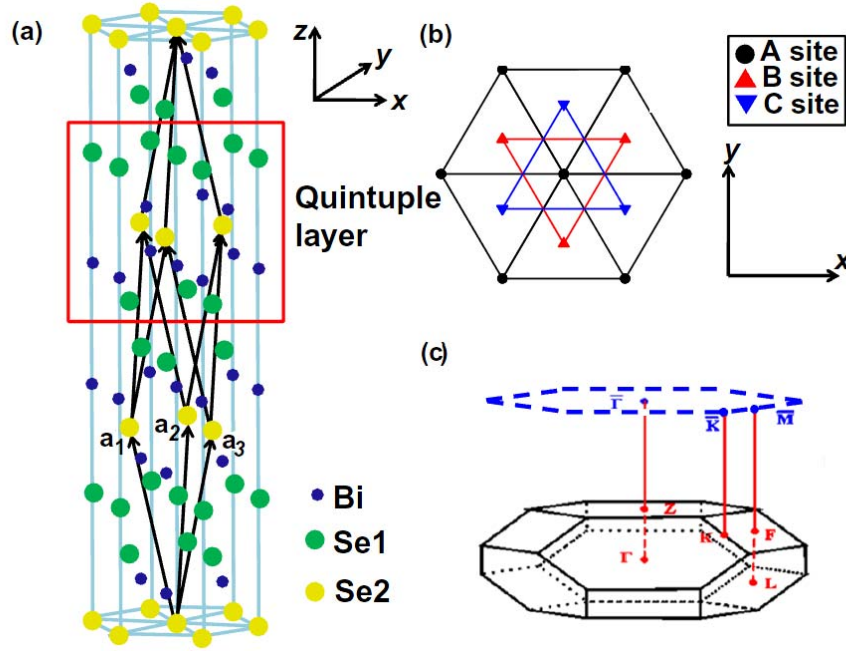 (a)
z
y
x
Quintuple
layer
a1
a2
a3
Bi
Se1
Se2
(b)
A site
B site
C site
y
x
(c)
Γ̅
K̅
M̅
Z
Γ
K
F
L